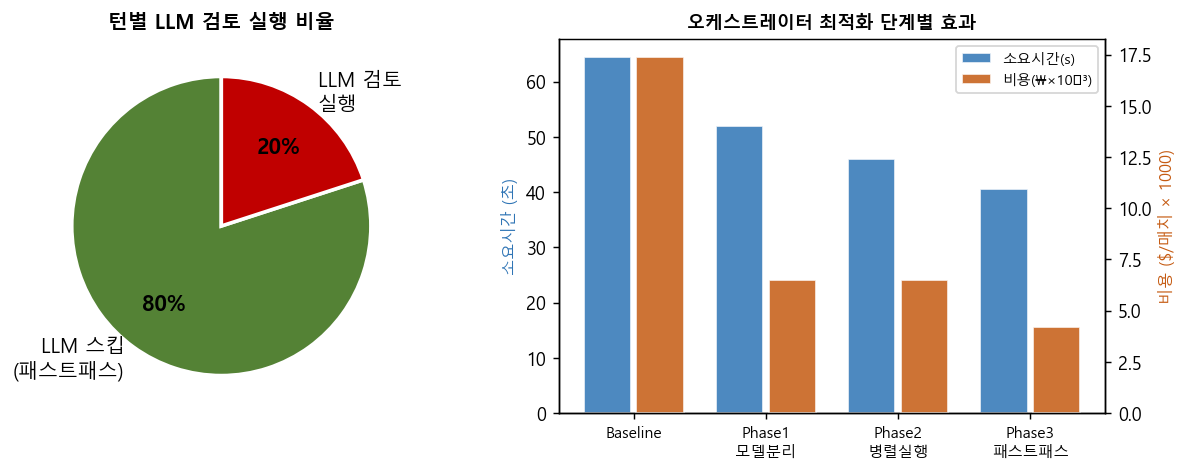 턴별 LLM 검토 실행 비율
LLM 검토
실행
20%
80%
LLM 스킵
(패스트패스)
오케스트레이터 최적화 단계별 효과
소요시간(s)
비용(₩×10□³)
소요시간 (초)
60
50
40
30
20
10
0
17.5
15.0
12.5
10.0
7.5
5.0
2.5
0.0
비용 ($/매치 × 1000)
Baseline
Phase1
모델분리
Phase2
병렬실행
Phase3
패스트패스